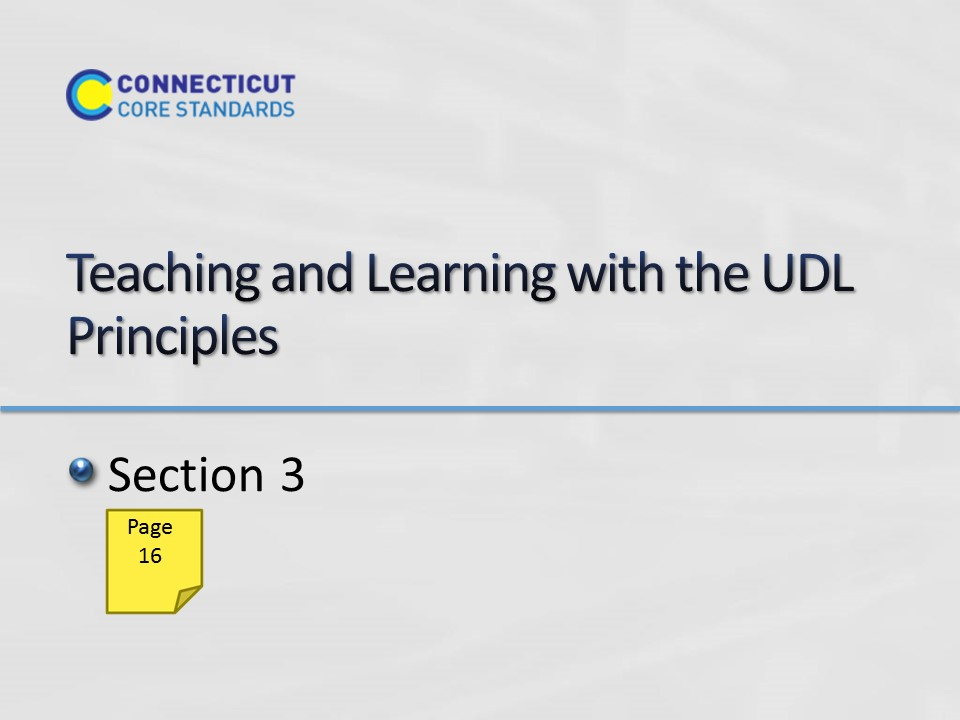 CONNECTICUT
CORE STANDARDS
Teaching and Learning with the UDL
Principles
Section 3
Page
16